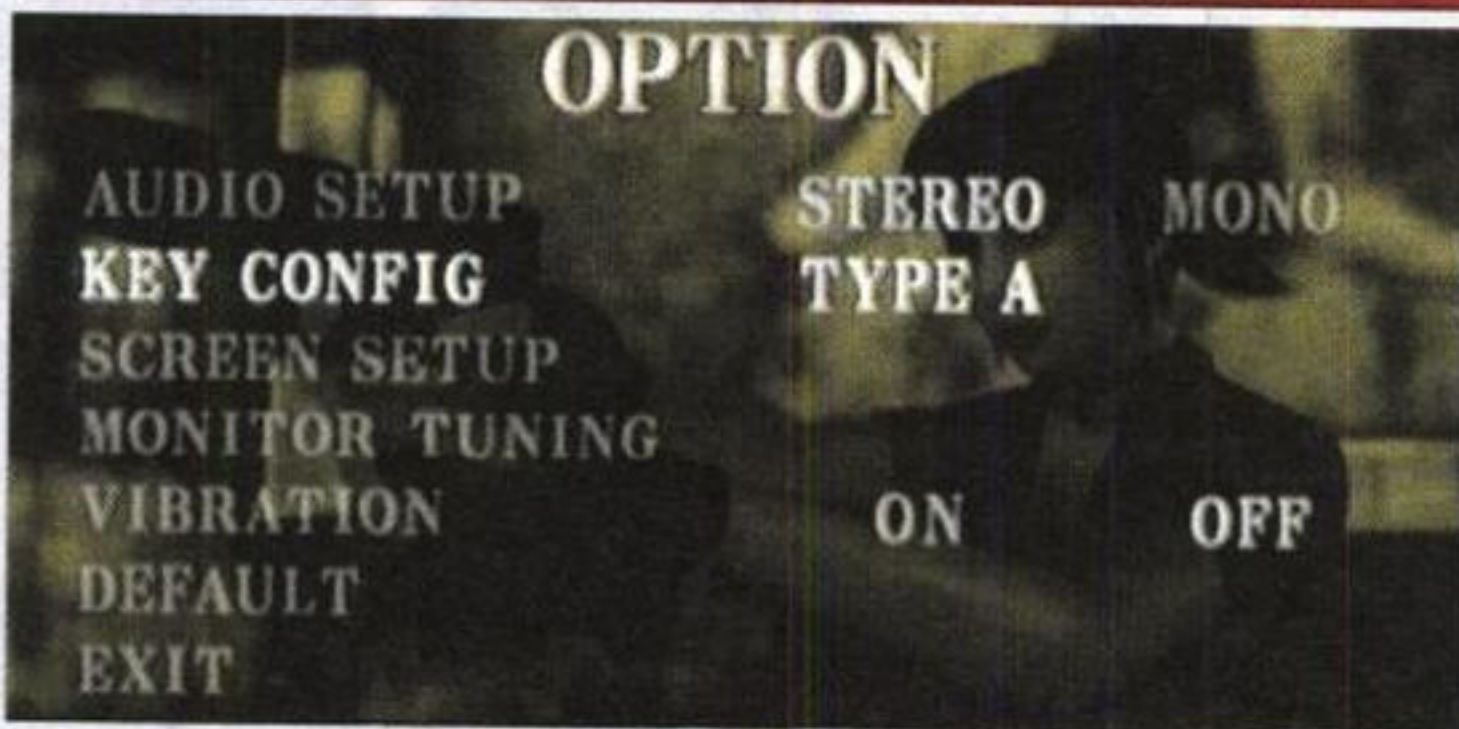 OPTION
AUDIO SETUP STEREO MONO
KEY CONFIG TYPE A
SCREEN SETUP
MONITOR TUNING
VIBRATION ON OFF
DEFAULT
EXIT